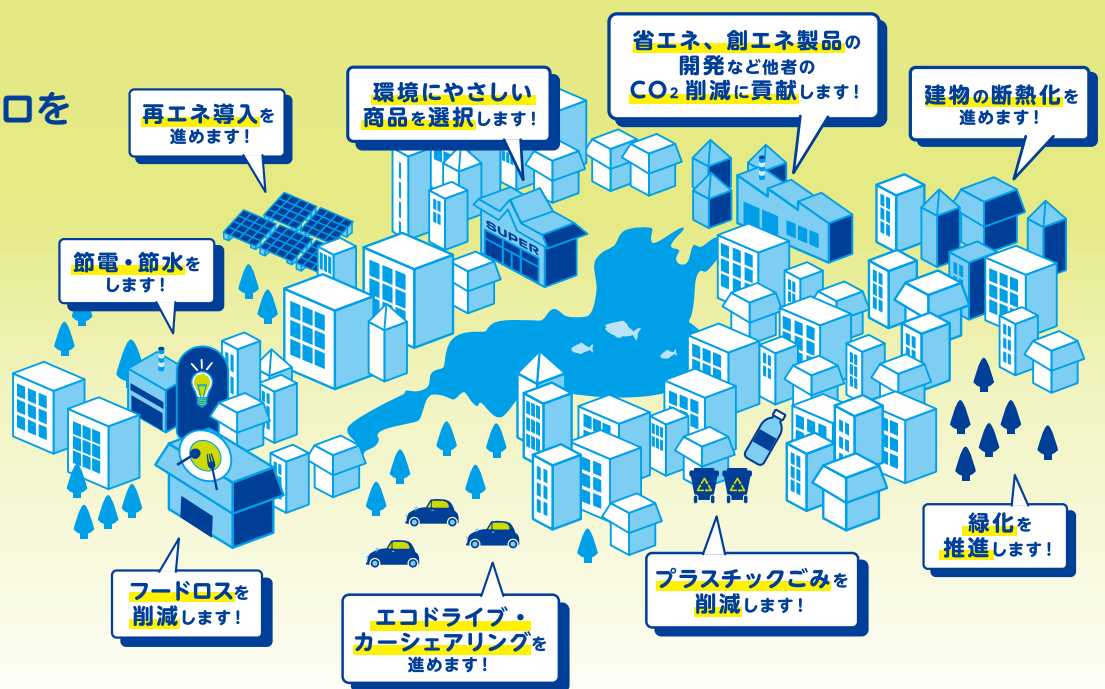 ロを
再エネ導入を
進めます!
環境にやさしい
商品を選択します!
省エネ、創エネ製品の
開発など他者の
CO₂削減に貢献します!
建物の断熱化を
進めます!
節電・節水を
します!
SUPER
フードロスを
削減します!
エコドライブ・
カーシェアリングを
進めます!
プラスチックごみを
削減します!
緑化を
推進します!